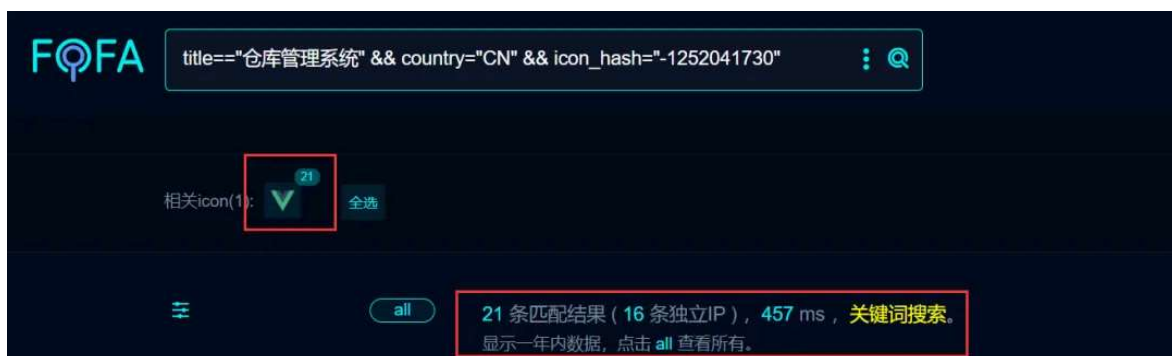 FOFA
title=="仓库管理系统" && country="CN" && icon_hash="-1252041730"
21
相关icon(1): 全选
all
21 条匹配结果 ( 16 条独立IP ) ，457 ms ，关键词搜索。
显示一年内数据，点击 all 查看所有。